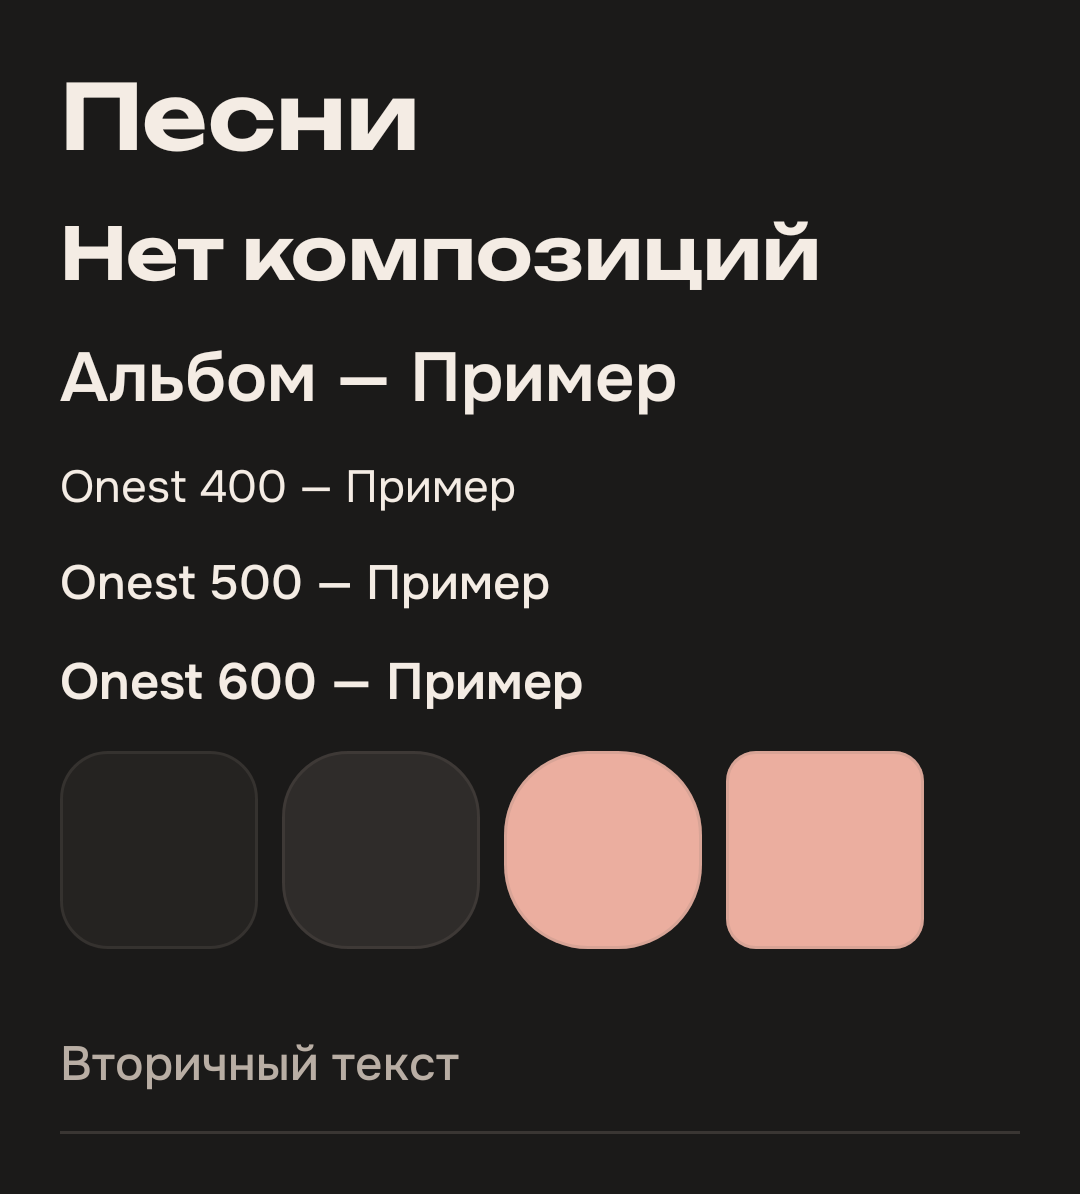 Песни
Нет композиций
Альбом — Пример
Onest 400 — Пример
Onest 500 — Пример
Onest 600 — Пример
Вторичный текст